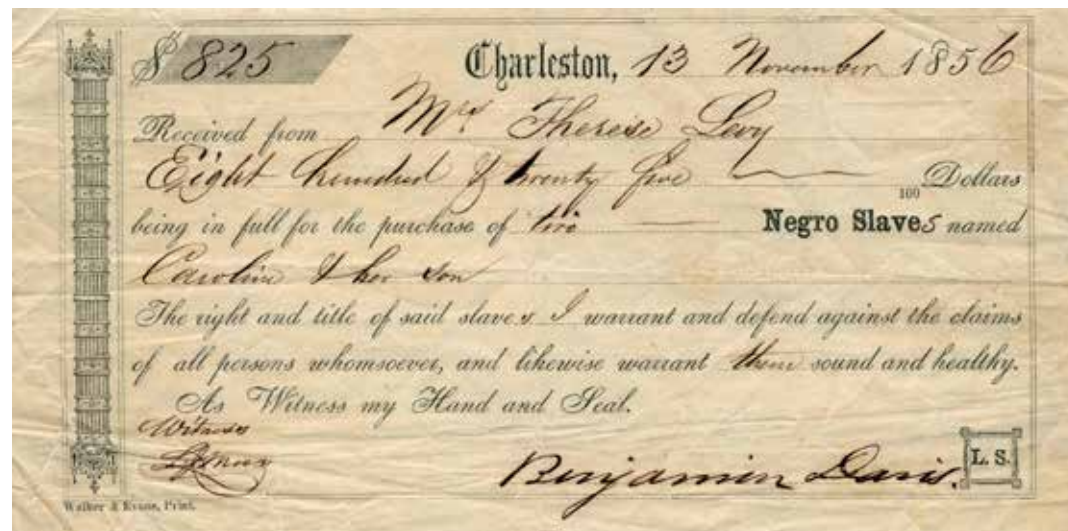 $ 825 Charleston, 13 November 1856
Received from Mrs Therese Levy
Eight hundred & twenty five 100 Dollars
being in full for the purchase of two Negro Slaves named
Caroline & her son
The right and title of said slaves I warrant and defend against the claims
of all persons whomsoever, and likewise warrant them sound and healthy.
As Witness my Hand and Seal.
Witness
Benjamin Davis. L. S.
Walker & Evans, Print.